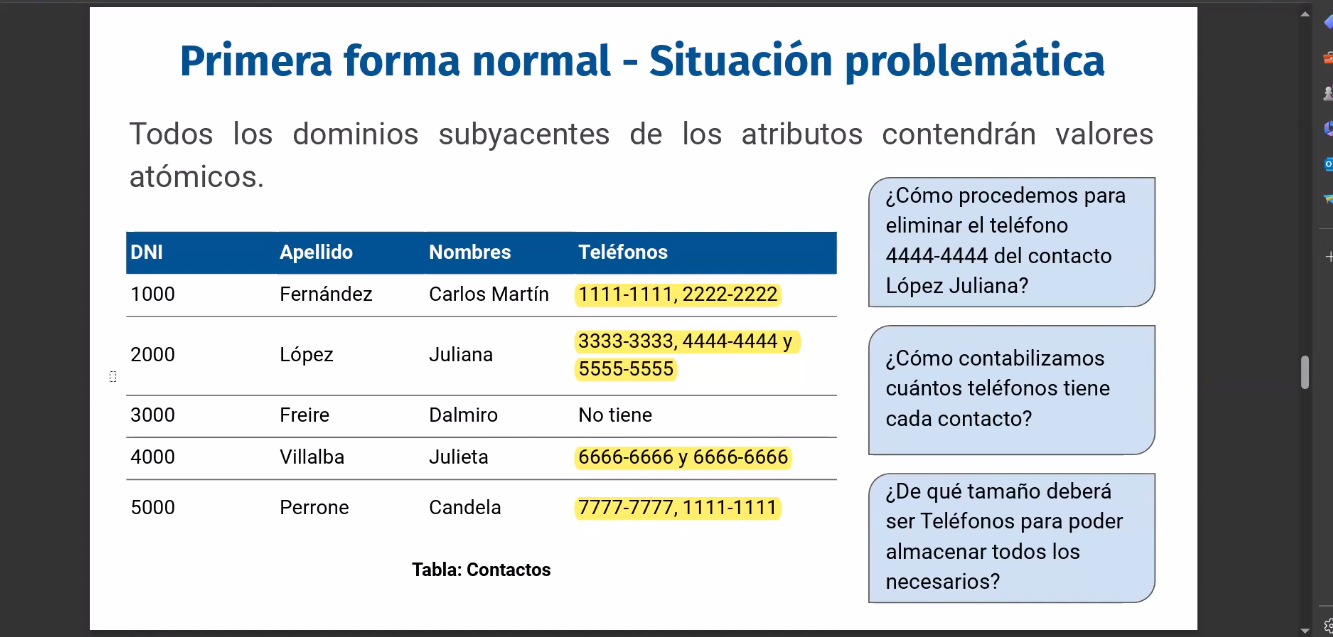 Primera forma normal - Situación problemática
Todos los dominios subyacentes de los atributos contendrán valores
atómicos.
DNI Apellido Nombres Teléfonos
1000 Fernández Carlos Martín 1111-1111, 2222-2222
2000 López Juliana 3333-3333, 4444-4444 y
5555-5555
3000 Freire Dalmiro No tiene
4000 Villalba Julieta 6666-6666 y 6666-6666
5000 Perrone Candela 7777-7777, 1111-1111
Tabla: Contactos
¿Cómo procedemos para
eliminar el teléfono
4444-4444 del contacto
López Juliana?
¿Cómo contabilizamos
cuántos teléfonos tiene
cada contacto?
¿De qué tamaño deberá
ser Teléfonos para poder
almacenar todos los
necesarios?